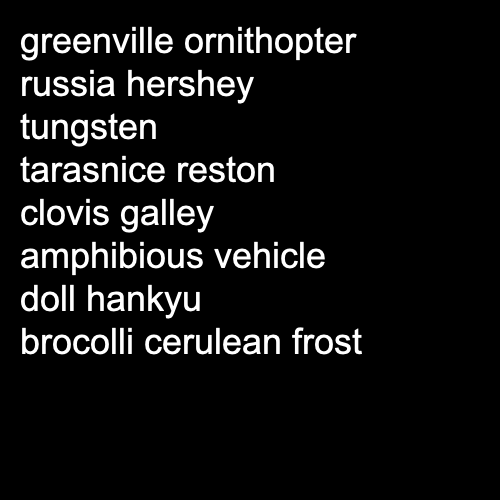 greenville ornithopter
russia hershey
tungsten
tarasnice reston
clovis galley
amphibious vehicle
doll hankyu
brocolli cerulean frost